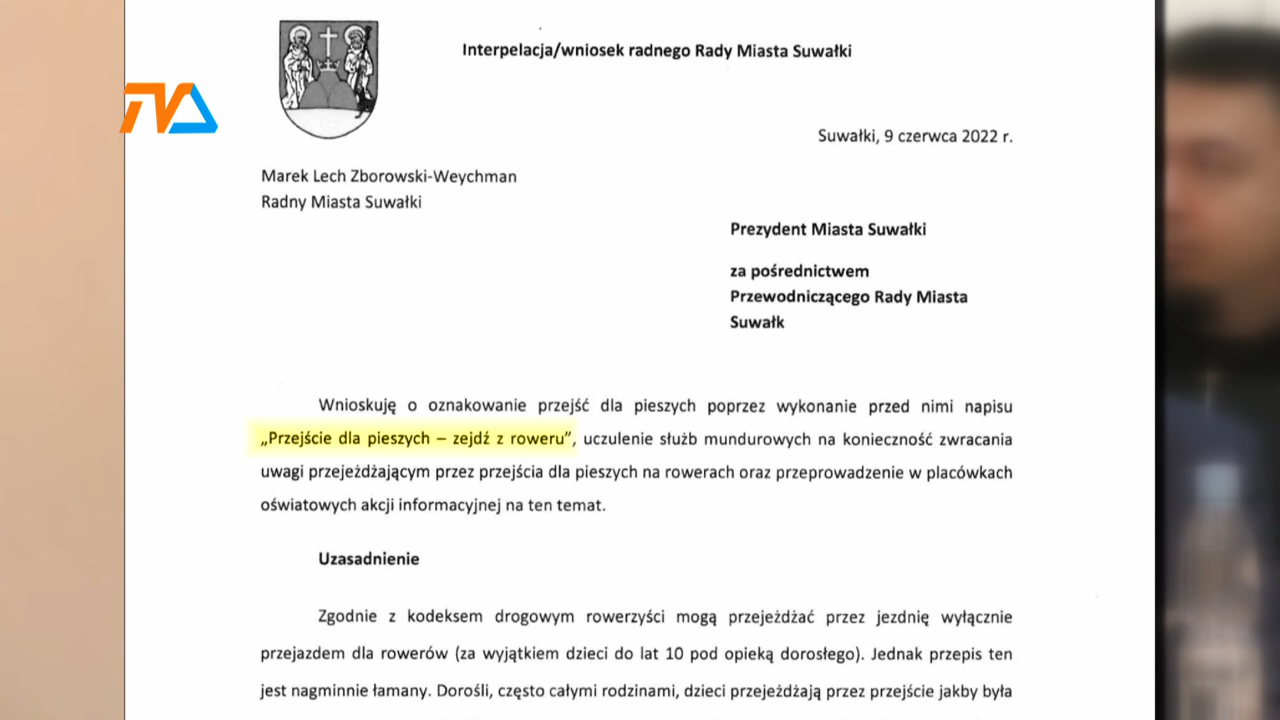 Interpelacja/wniosek radnego Rady Miasta Suwałki
TVA
Suwałki, 9 czerwca 2022 r.
Marek Lech Zborowski-Weychman
Radny Miasta Suwałki
Prezydent Miasta Suwałki
za pośrednictwem
Przewodniczącego Rady Miasta
Suwałk
Wnioskuję o oznakowanie przejść dla pieszych poprzez wykonanie przed nimi napisu
„Przejście dla pieszych – zejdź z roweru”, uczulenie służb mundurowych na konieczność zwracania
uwagi przejeżdżającym przez przejścia dla pieszych na rowerach oraz przeprowadzenie w placówkach
oświatowych akcji informacyjnej na ten temat.
Uzasadnienie
Zgodnie z kodeksem drogowym rowerzyści mogą przejeżdżać przez jezdnię wyłącznie
przejazdem dla rowerów (za wyjątkiem dzieci do lat 10 pod opieką dorosłego). Jednak przepis ten
jest nagminnie łamany. Dorośli, często całymi rodzinami, dzieci przejeżdżają przez przejście jakby była